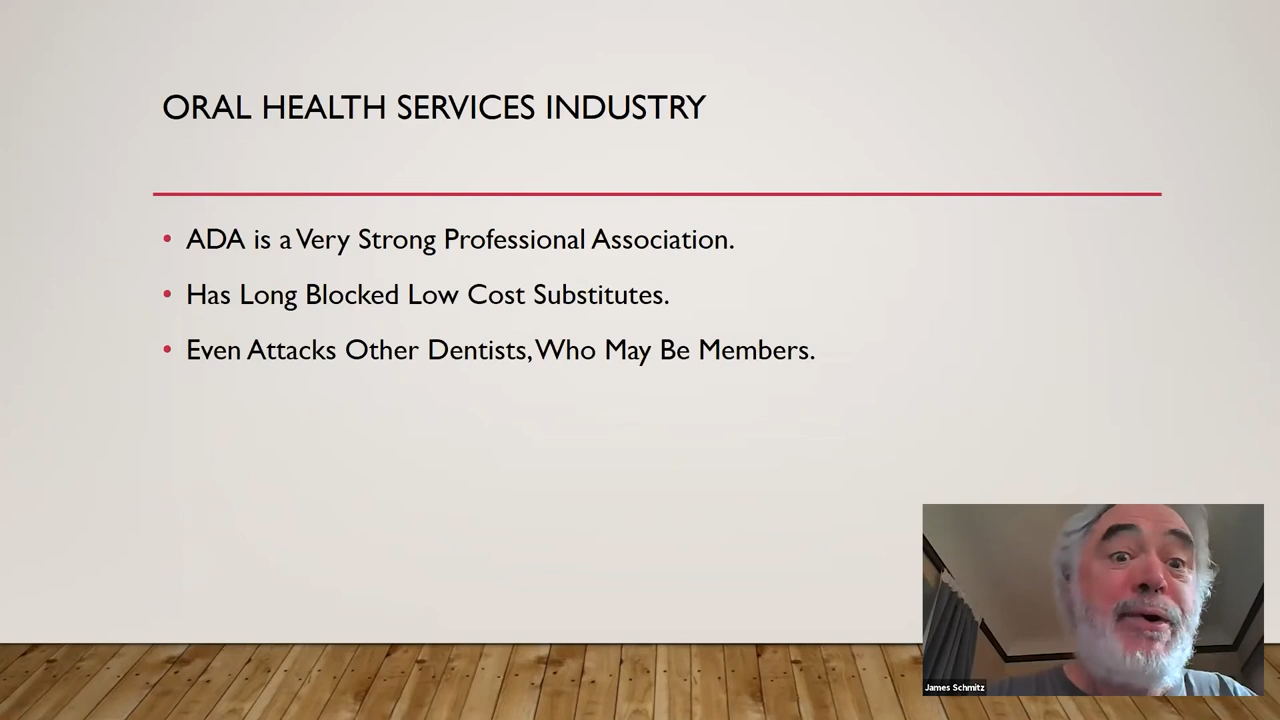 ORAL HEALTH SERVICES INDUSTRY
• ADA is a Very Strong Professional Association.
• Has Long Blocked Low Cost Substitutes.
• Even Attacks Other Dentists, Who May Be Members.
James Schmitz